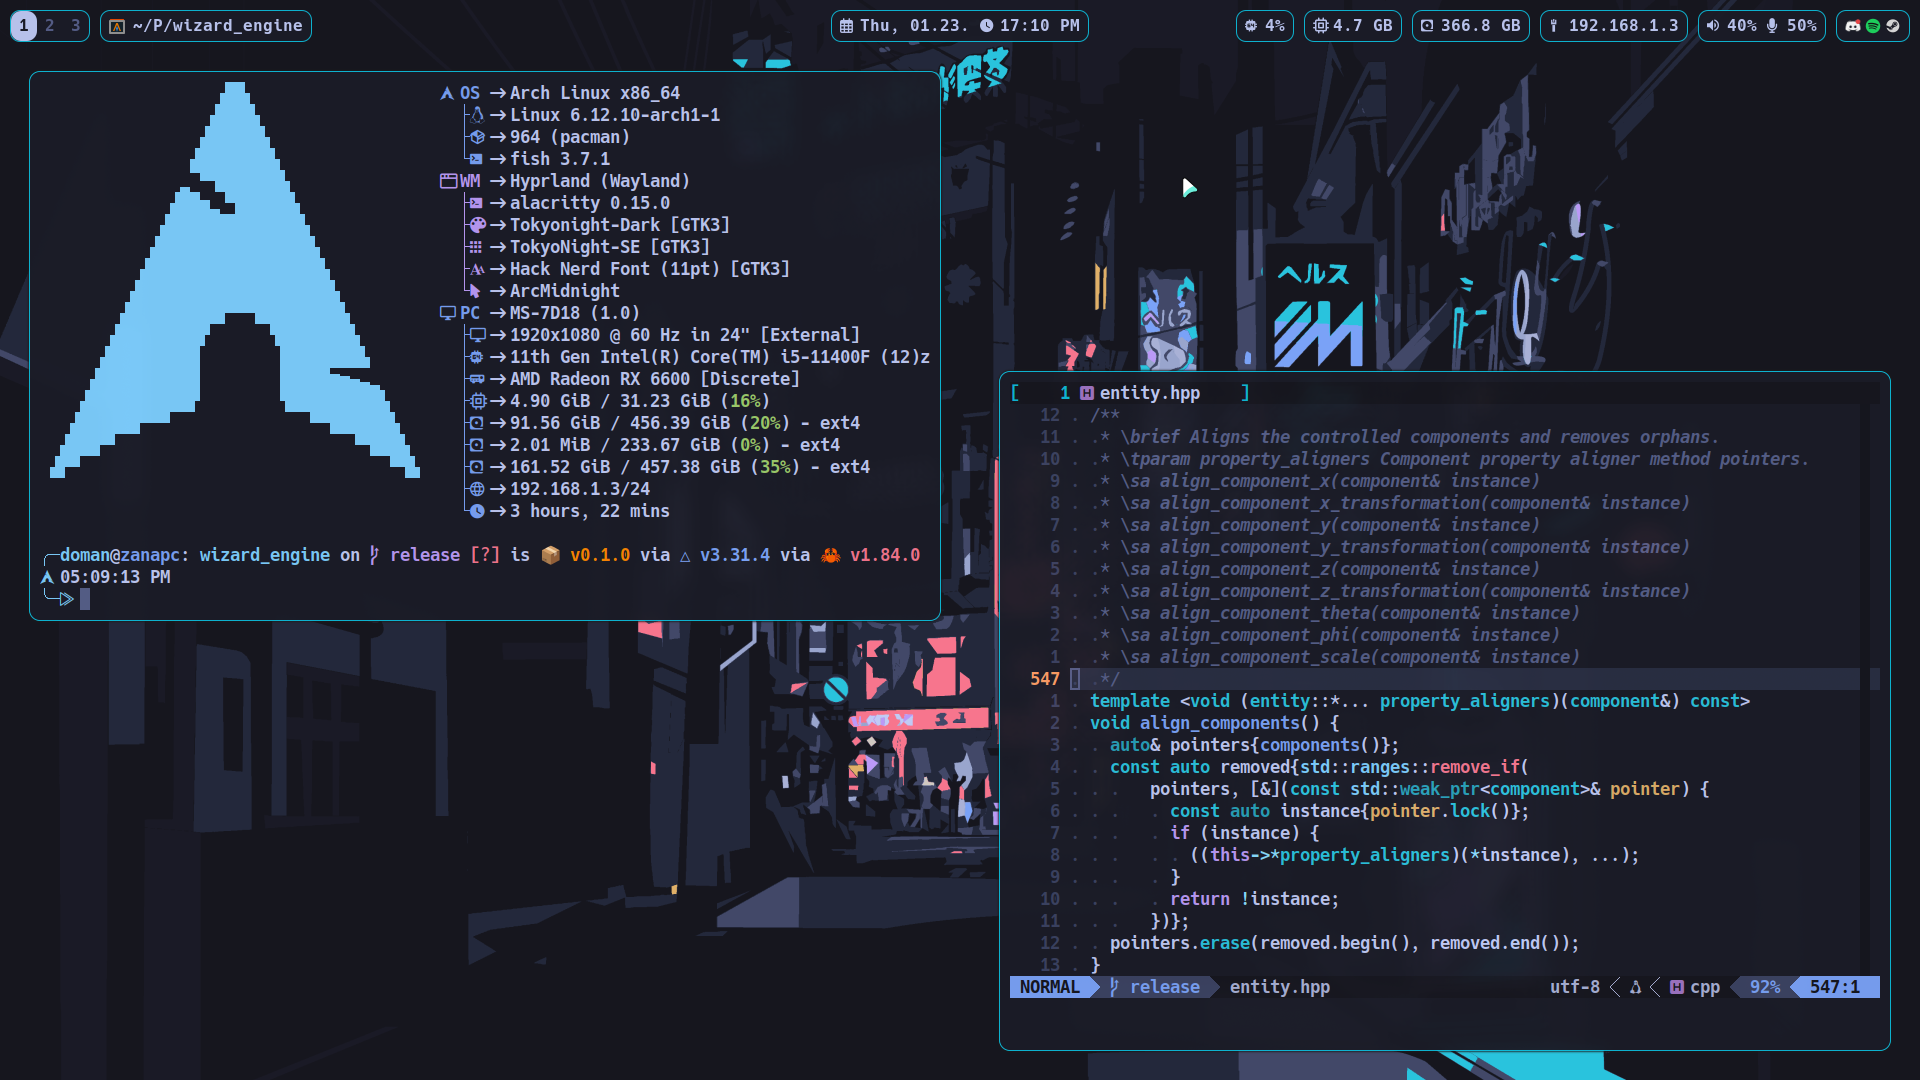 1 2 3
~/P/wizard_engine
Thu, 01.23. 17:10 PM
4%
4.7 GB
366.8 GB
192.168.1.3
40% 50%
OS → Arch Linux x86_64
→ Linux 6.12.10-arch1-1
→ 964 (pacman)
→ fish 3.7.1
WM → Hyprland (Wayland)
→ alacritty 0.15.0
→ Tokyonight-Dark [GTK3]
→ TokyoNight-SE [GTK3]
→ Hack Nerd Font (11pt) [GTK3]
→ ArcMidnight
PC → MS-7D18 (1.0)
→ 1920x1080 @ 60 Hz in 24" [External]
→ 11th Gen Intel(R) Core(TM) i5-11400F (12)z
→ AMD Radeon RX 6600 [Discrete]
→ 4.90 GiB / 31.23 GiB (16%)
→ 91.56 GiB / 456.39 GiB (20%) - ext4
→ 2.01 MiB / 233.67 GiB (0%) - ext4
→ 161.52 GiB / 457.38 GiB (35%) - ext4
→ 192.168.1.3/24
→ 3 hours, 22 mins
doman@zanapc: wizard_engine on release [?] is 📦 v0.1.0 via △ v3.31.4 via 🦀 v1.84.0
05:09:13 PM
ヘルス
[ 1 H entity.hpp ]
12 /**
11 * \brief Aligns the controlled components and removes orphans.
10 * \tparam property_aligners Component property aligner method pointers.
9 * \sa align_component_x(component& instance)
8 * \sa align_component_x_transformation(component& instance)
7 * \sa align_component_y(component& instance)
6 * \sa align_component_y_transformation(component& instance)
5 * \sa align_component_z(component& instance)
4 * \sa align_component_z_transformation(component& instance)
3 * \sa align_component_theta(component& instance)
2 * \sa align_component_phi(component& instance)
1 * \sa align_component_scale(component& instance)
547 */
1 template <void (entity::*... property_aligners)(component&) const>
2 void align_components() {
3 auto& pointers{components()};
4 const auto removed{std::ranges::remove_if(
5 pointers, [&](const std::weak_ptr<component>& pointer) {
6 const auto instance{pointer.lock()};
7 if (instance) {
8 ((this->*property_aligners)(*instance), ...);
9 }
10 return !instance;
11 })};
12 pointers.erase(removed.begin(), removed.end());
13 }
NORMAL release entity.hpp utf-8 H cpp 92% 547:1